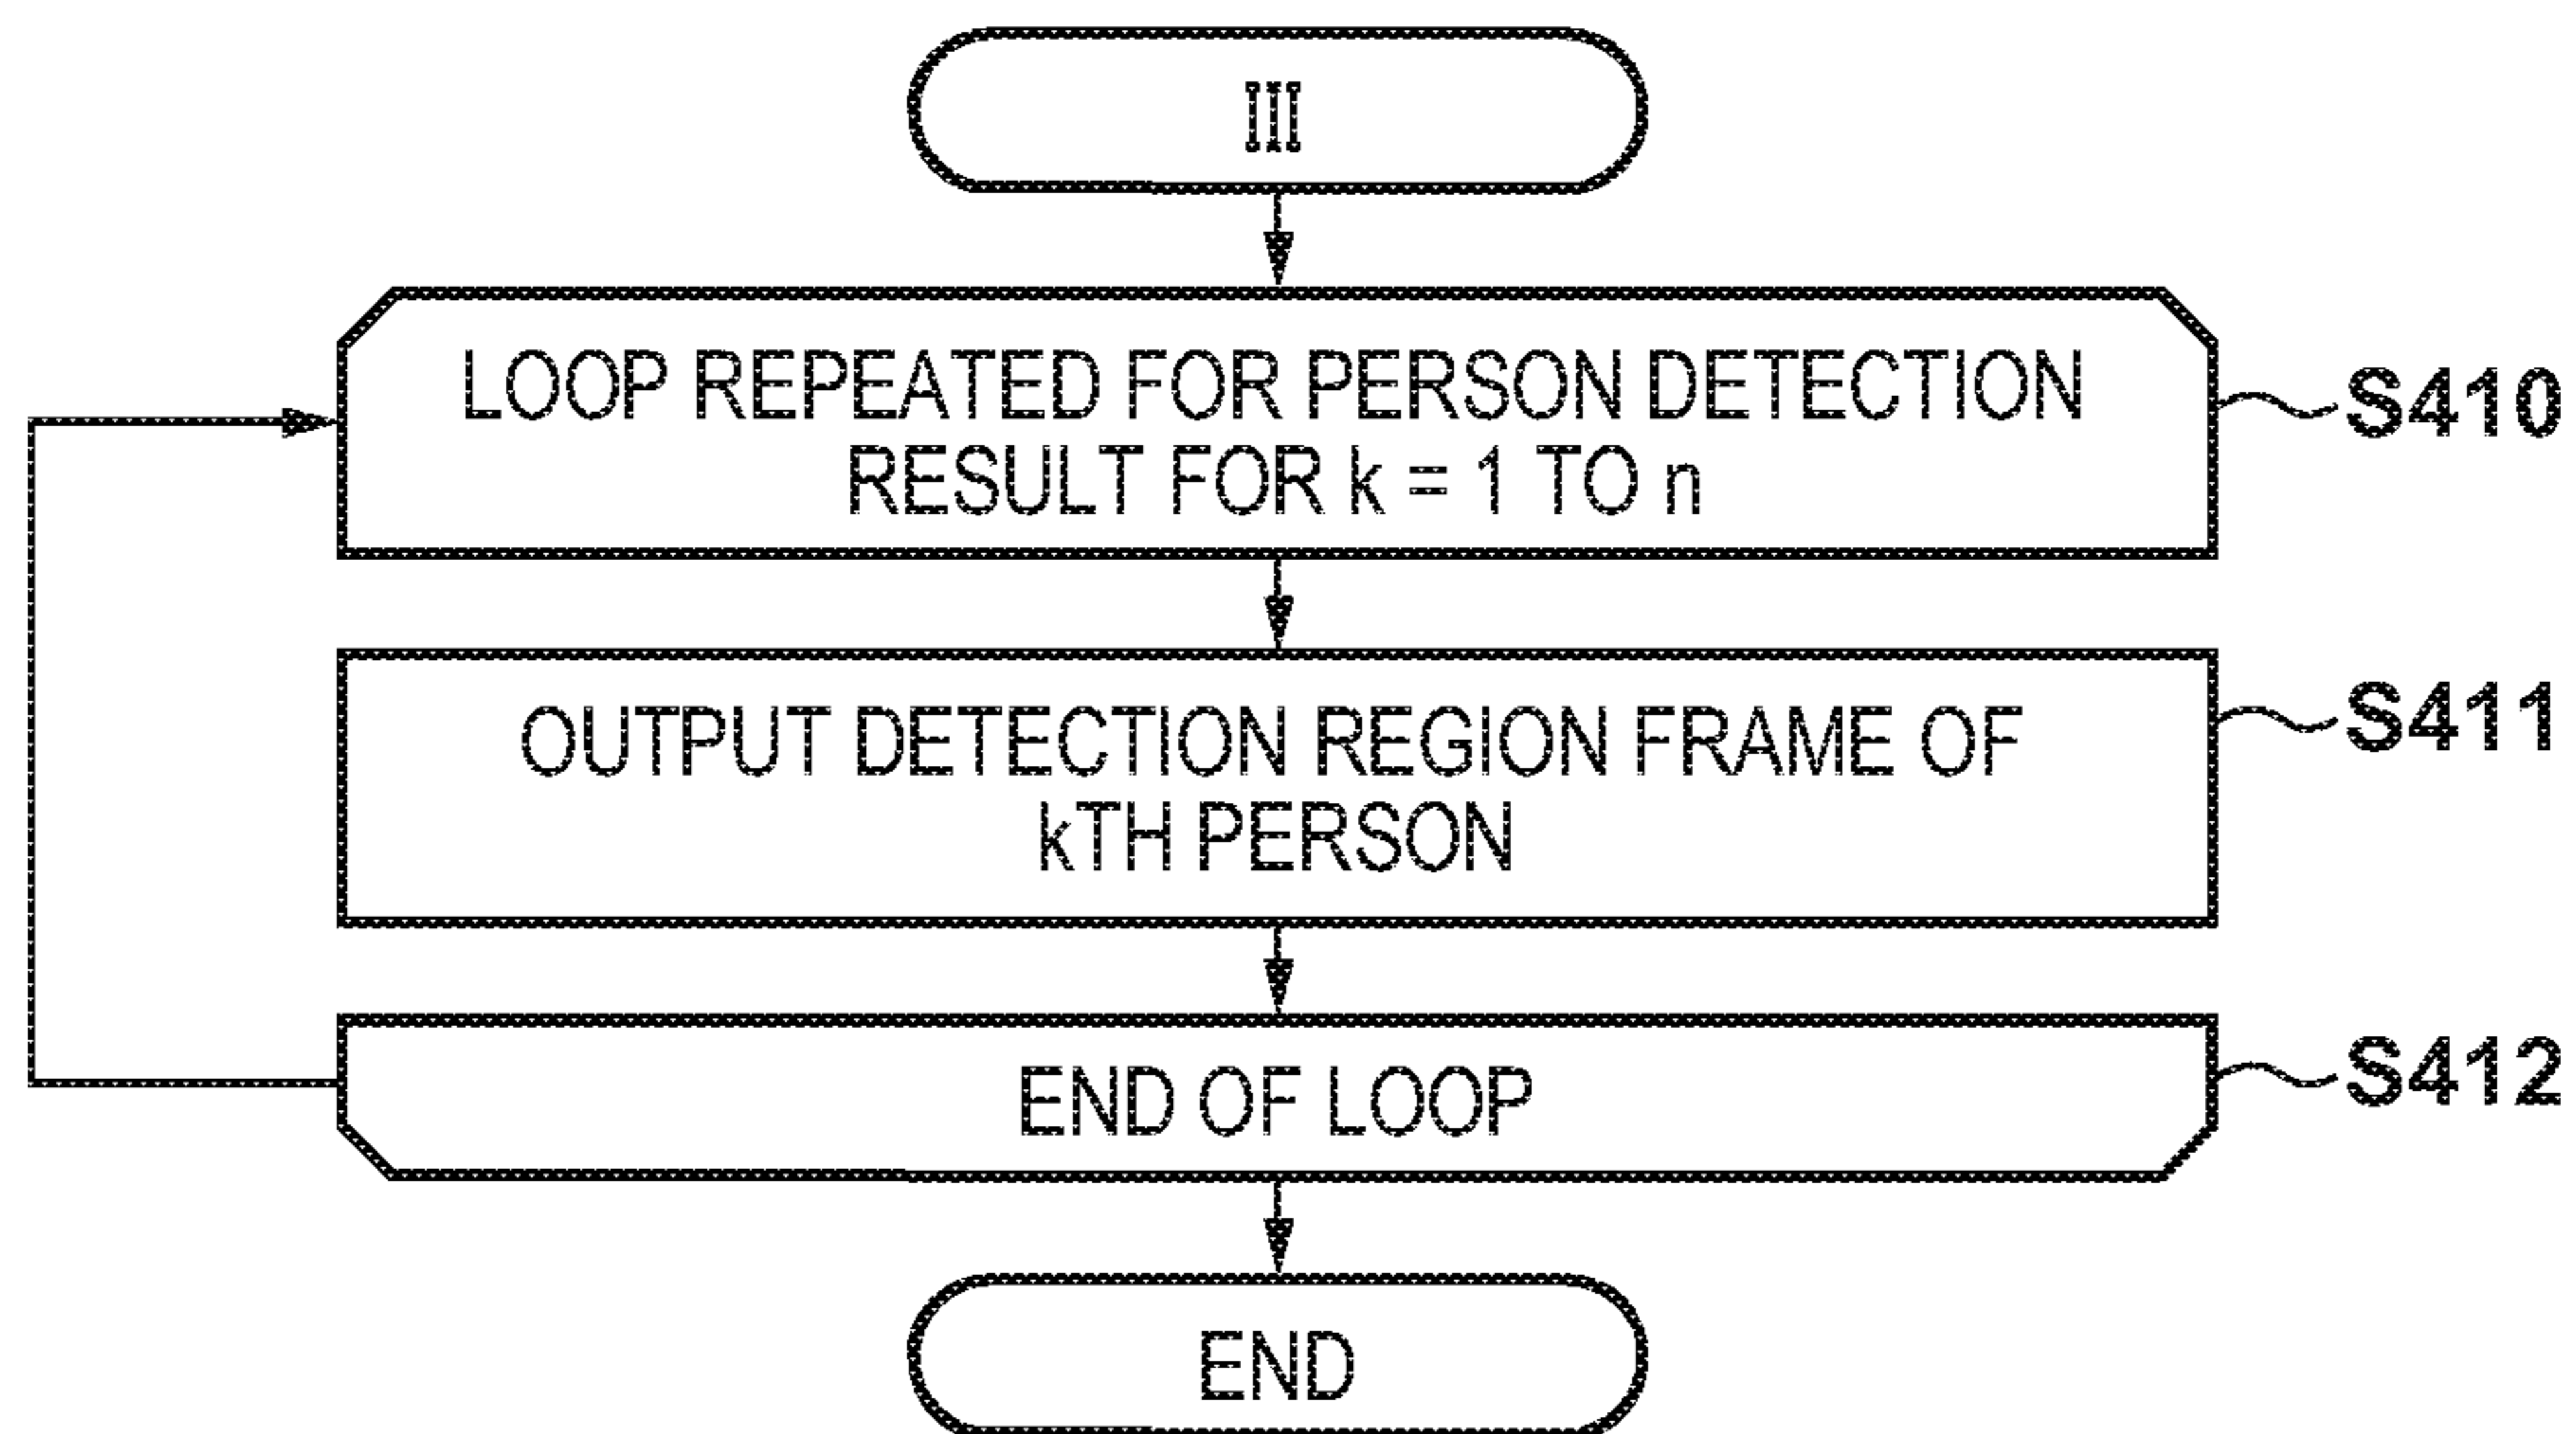 III
LOOP REPEATED FOR PERSON DETECTION
RESULT FOR k = 1 TO n
S410
OUTPUT DETECTION REGION FRAME OF
kTH PERSON
S411
END OF LOOP
S412
END